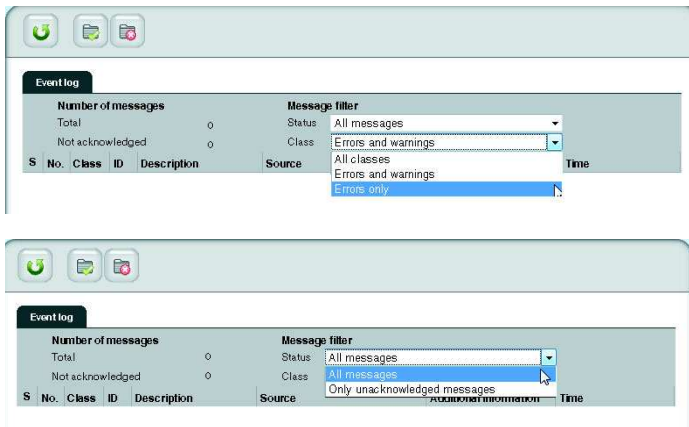 Event log
Number of messages Message filter
Total 0 Status All messages
Not acknowledged 0 Class Errors and warnings
S No. Class ID Description Source Time
All classes
Errors and warnings
Errors only
Event log
Number of messages Message filter
Total 0 Status All messages
Not acknowledged 0 Class
All messages
Only unacknowledged messages
S No. Class ID Description Source Additional information Time